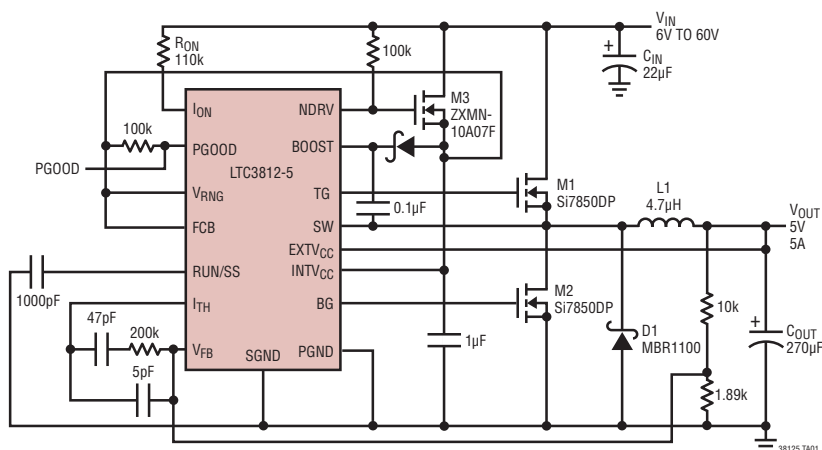 VIN
6V TO 60V
RON
110k
100k
+
CIN
22µF
M3
ZXMN-
10A07F
ION
NDRV
100k
PGOOD
BOOST
PGOOD
LTC3812-5
VRNG
TG
M1
Si7850DP
0.1µF
L1
4.7µH
VOUT
5V
5A
FCB
SW
EXTVCC
RUN/SS
INTVCC
1000pF
ITH
BG
M2
Si7850DP
10k
47pF
200k
VFB
SGND
PGND
1µF
D1
MBR1100
+
COUT
270µF
5pF
1.89k
38125 TA01